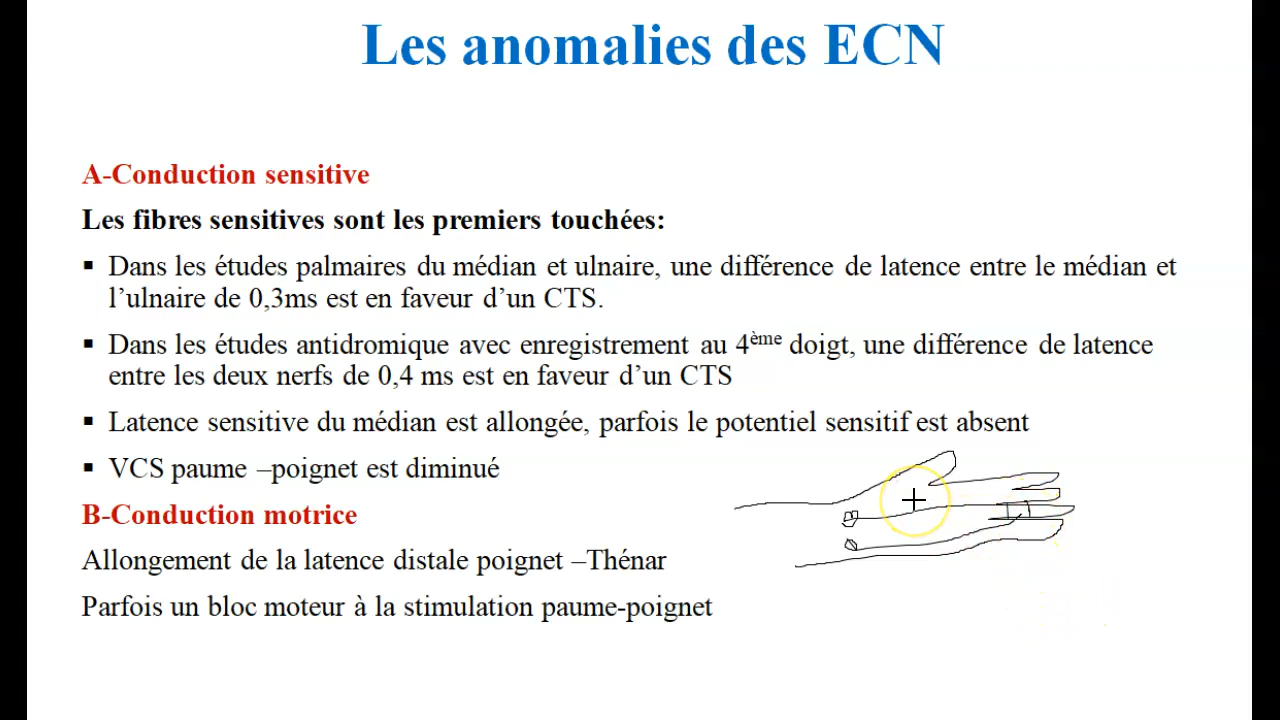 Les anomalies des ECN
A-Conduction sensitive
Les fibres sensitives sont les premiers touchées:
▪ Dans les études palmaires du médian et ulnaire, une différence de latence entre le médian et
l’ulnaire de 0,3ms est en faveur d’un CTS.
▪ Dans les études antidromique avec enregistrement au 4ème doigt, une différence de latence
entre les deux nerfs de 0,4 ms est en faveur d’un CTS
▪ Latence sensitive du médian est allongée, parfois le potentiel sensitif est absent
▪ VCS paume –poignet est diminué
B-Conduction motrice
Allongement de la latence distale poignet –Thénar
Parfois un bloc moteur à la stimulation paume-poignet